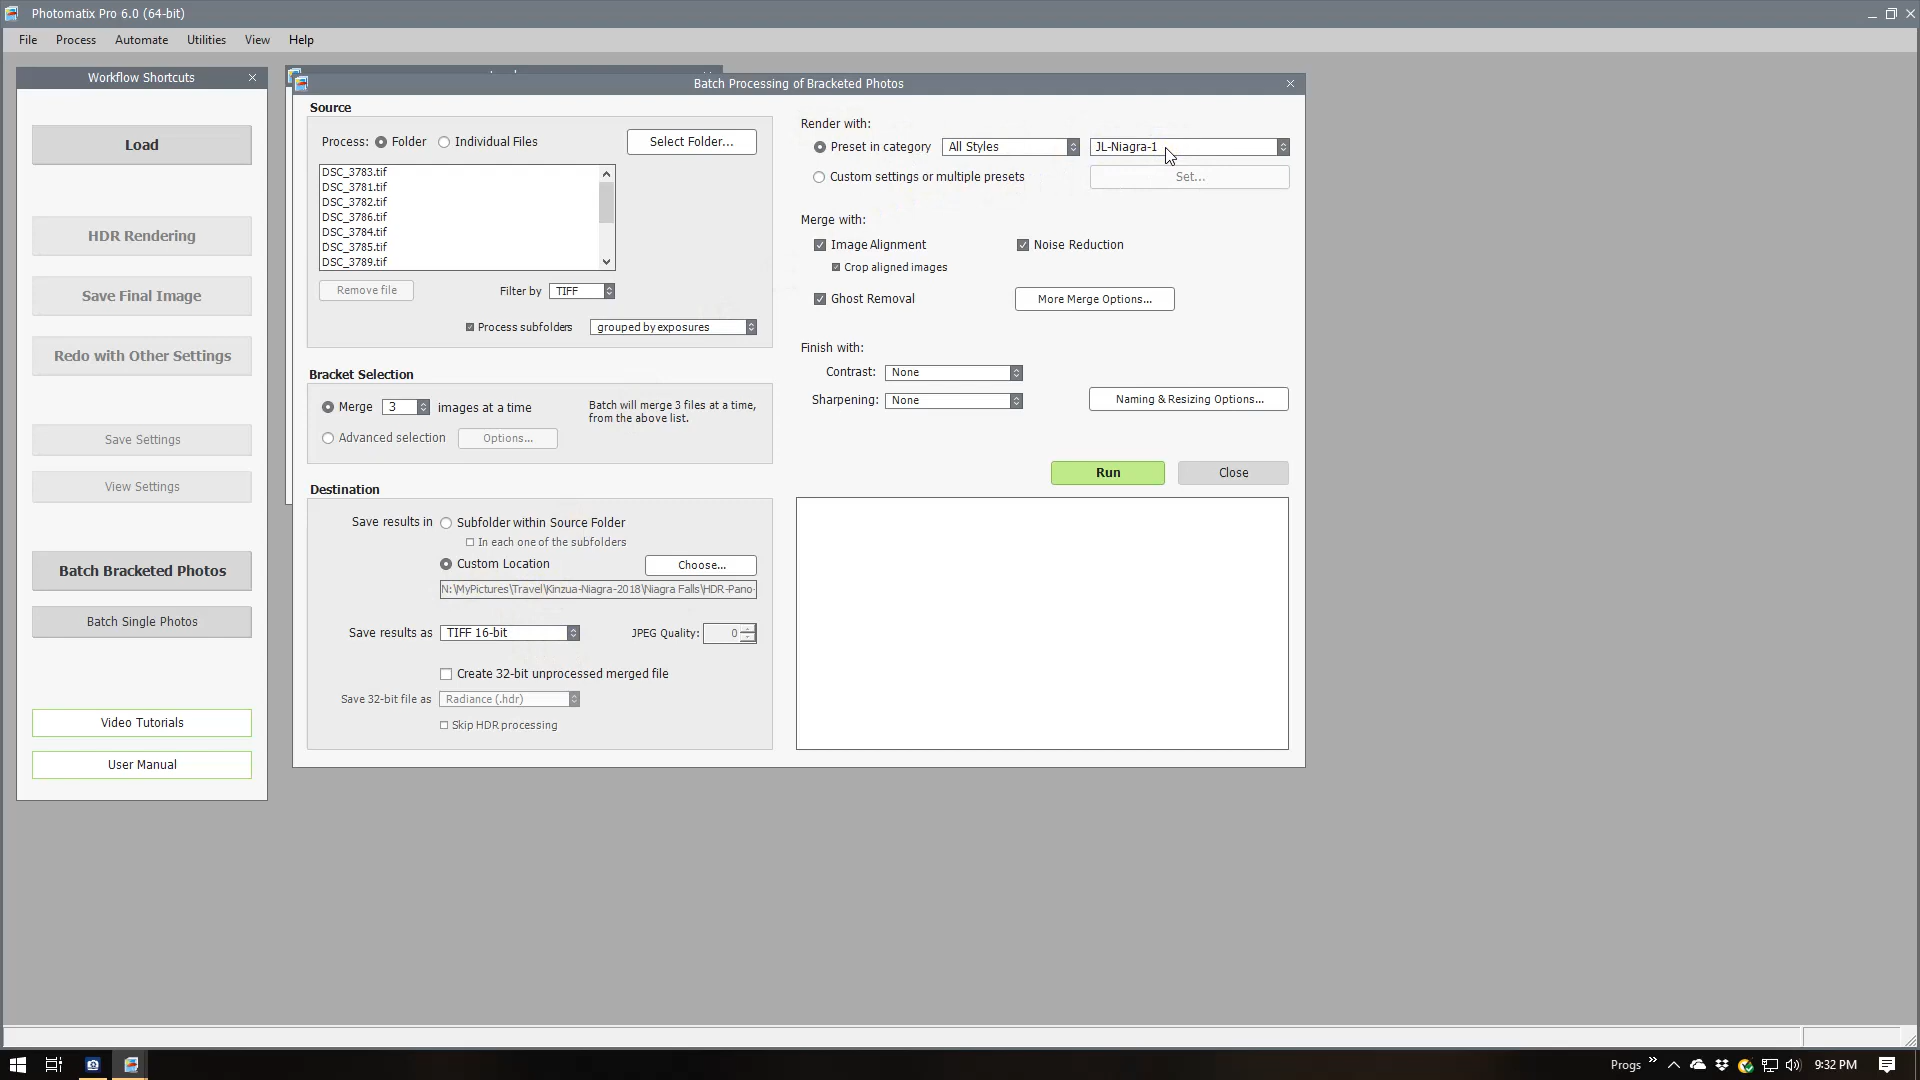 Photomatix Pro 6.0 (64-bit)
File Process Automate Utilities View Help
Workflow Shortcuts
Load
HDR Rendering
Save Final Image
Redo with Other Settings
Save Settings
View Settings
Batch Bracketed Photos
Batch Single Photos
Video Tutorials
User Manual
Batch Processing of Bracketed Photos
Source
Process: Folder Individual Files Select Folder...
DSC_3783.tif
DSC_3781.tif
DSC_3782.tif
DSC_3786.tif
DSC_3784.tif
DSC_3785.tif
DSC_3789.tif
Remove file Filter by TIFF
Process subfolders grouped by exposures
Bracket Selection
Merge 3 images at a time
Batch will merge 3 files at a time,
from the above list.
Advanced selection Options...
Destination
Save results in Subfolder within Source Folder
In each one of the subfolders
Custom Location Choose...
N:\MyPictures\Travel\Kinzua-Niagra-2018\Niagra Falls\HDR-Pano-
Save results as TIFF 16-bit JPEG Quality: 0
Create 32-bit unprocessed merged file
Save 32-bit file as Radiance (.hdr)
Skip HDR processing
Render with:
Preset in category All Styles JL-Niagra-1
Custom settings or multiple presets Set...
Merge with:
Image Alignment Noise Reduction
Crop aligned images
Ghost Removal More Merge Options...
Finish with:
Contrast: None
Sharpening: None Naming & Resizing Options...
Run Close
Progs 9:32 PM